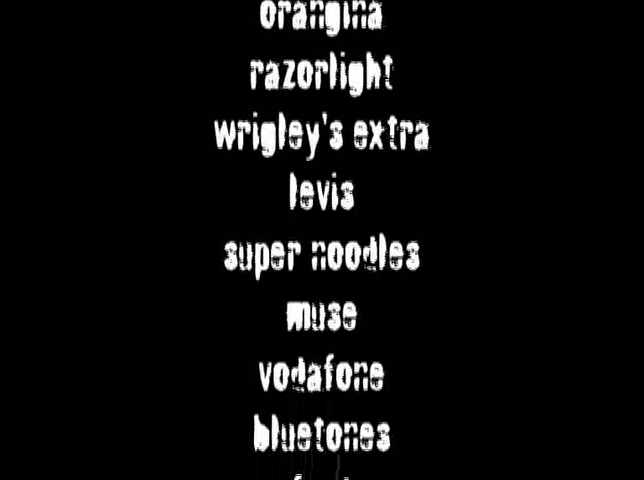 orangina
razorlight
wrigley's extra
levis
super noodles
muse
vodafone
bluetones